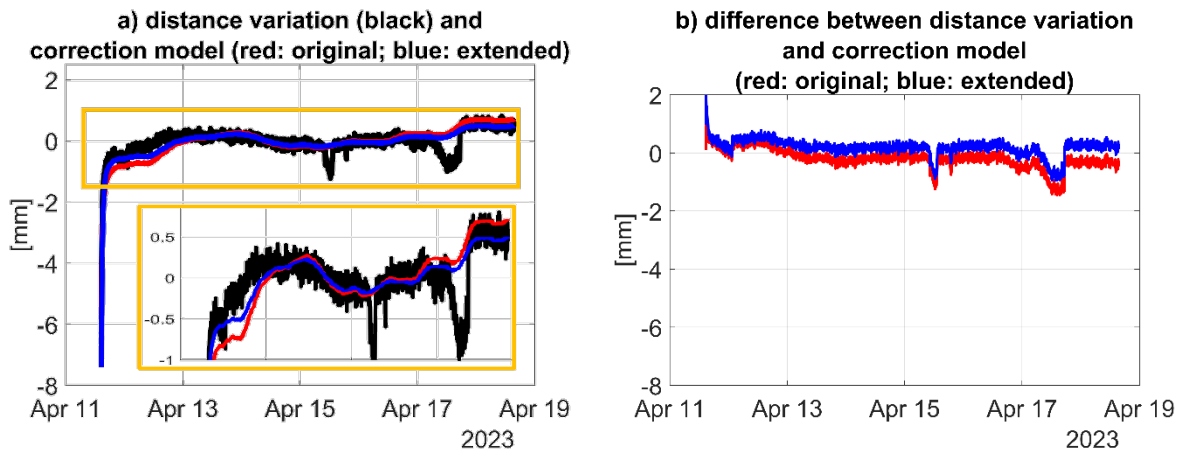 a) distance variation (black) and
correction model (red: original; blue: extended)
2
0
-2
-4
-6
-8
[mm]
0.5
0
-0.5
-1
Apr 11
Apr 13
Apr 15
Apr 17
Apr 19
2023
b) difference between distance variation
and correction model
(red: original; blue: extended)
2
0
-2
-4
-6
-8
[mm]
Apr 11
Apr 13
Apr 15
Apr 17
Apr 19
2023